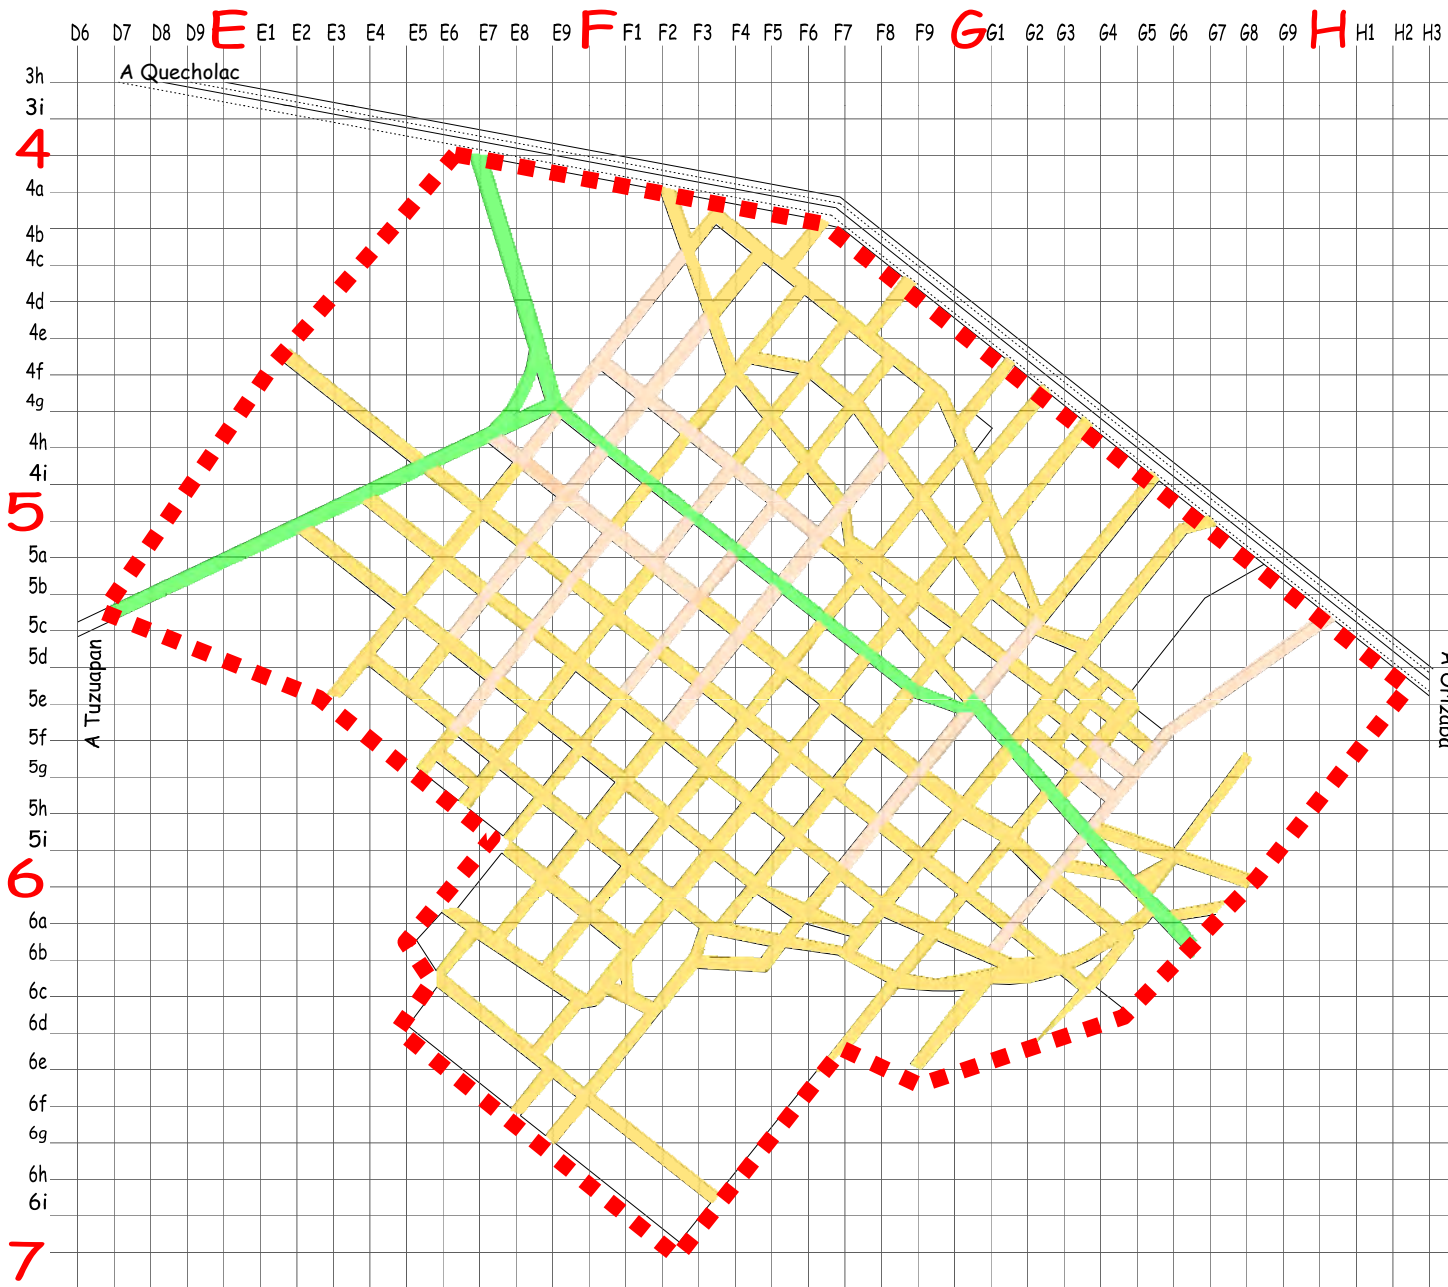 D6 D7 D8 D9 E E1 E2 E3 E4 E5 E6 E7 E8 E9 F F1 F2 F3 F4 F5 F6 F7 F8 F9 G G1 G2 G3 G4 G5 G6 G7 G8 G9 H H1 H2 H3
A Quecholac
3h
3i
4
4a
4b
4c
4d
4e
4f
4g
4h
4i
5
5a
5b
5c
5d
5e
5f
5g
5h
5i
6
6a
6b
6c
6d
6e
6f
6g
6h
6i
7
A Tuzuapan
A Orizaba